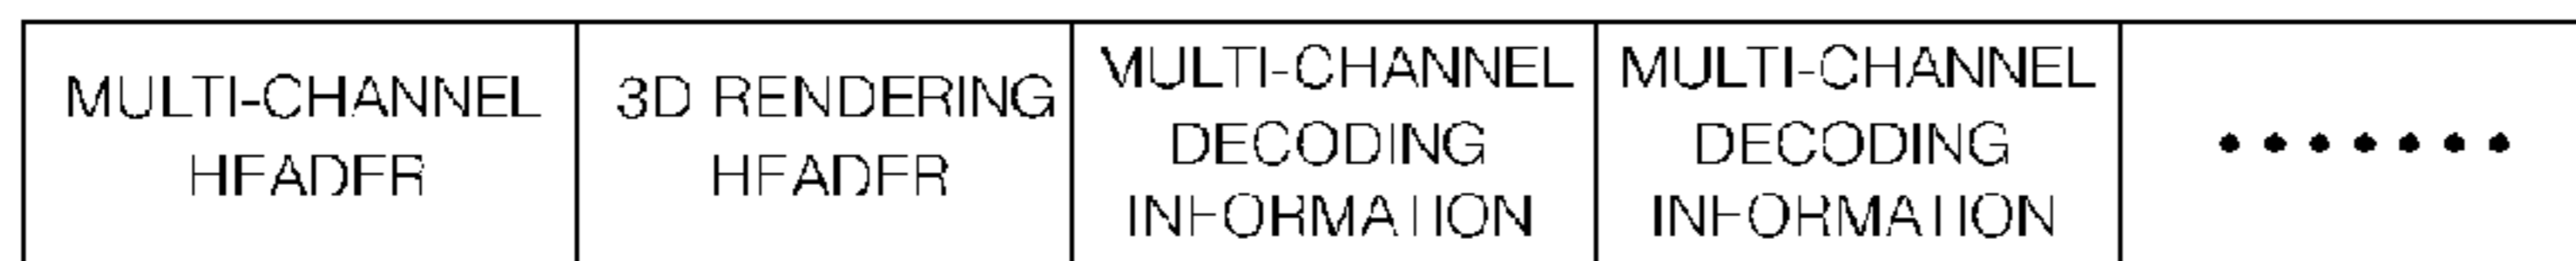 MULTI-CHANNEL
HEADER
3D RENDERING
HEADER
MULTI-CHANNEL
DECODING
INFORMATION
MULTI-CHANNEL
DECODING
INFORMATION
•••••••